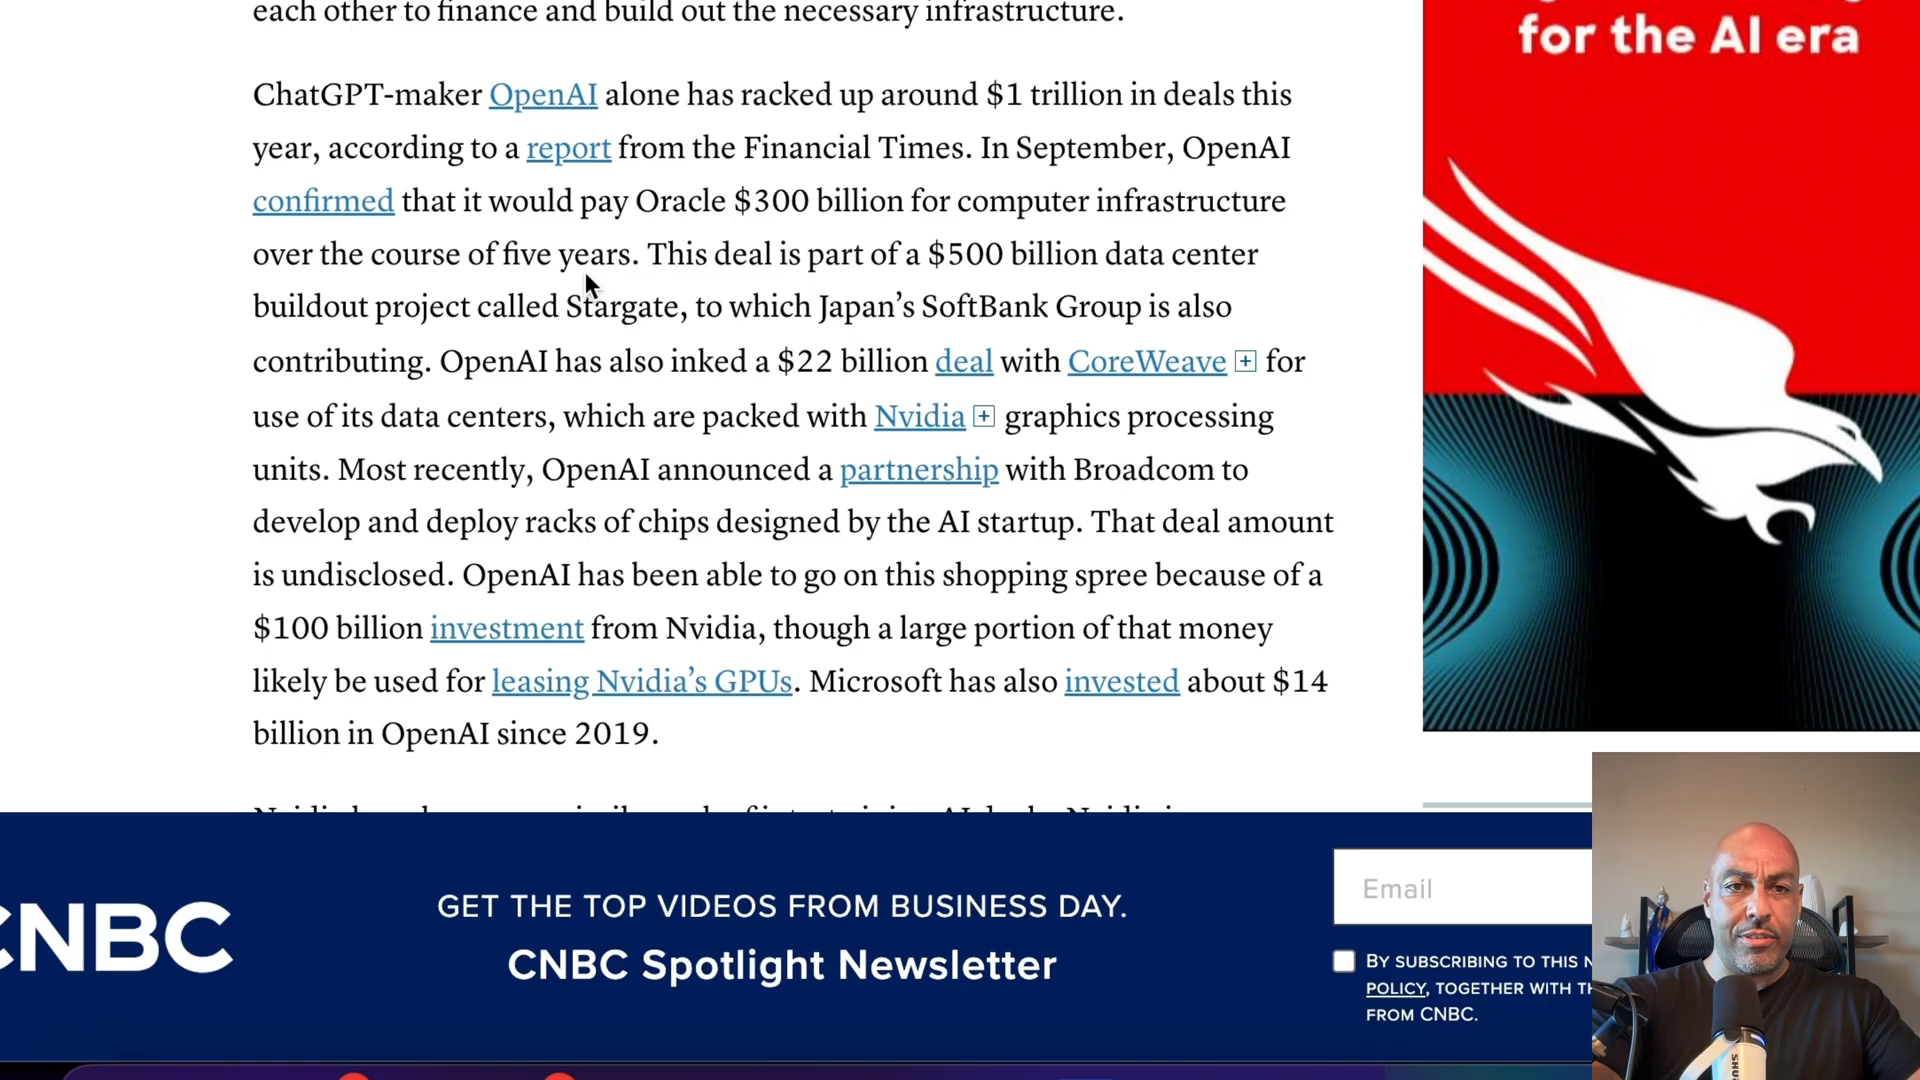 each other to finance and build out the necessary infrastructure.
for the AI era
ChatGPT-maker OpenAI alone has racked up around $1 trillion in deals this
year, according to a report from the Financial Times. In September, OpenAI
confirmed that it would pay Oracle $300 billion for computer infrastructure
over the course of five years. This deal is part of a $500 billion data center
buildout project called Stargate, to which Japan’s SoftBank Group is also
contributing. OpenAI has also inked a $22 billion deal with CoreWeave + for
use of its data centers, which are packed with Nvidia + graphics processing
units. Most recently, OpenAI announced a partnership with Broadcom to
develop and deploy racks of chips designed by the AI startup. That deal amount
is undisclosed. OpenAI has been able to go on this shopping spree because of a
$100 billion investment from Nvidia, though a large portion of that money
likely be used for leasing Nvidia’s GPUs. Microsoft has also invested about $14
billion in OpenAI since 2019.
CNBC
GET THE TOP VIDEOS FROM BUSINESS DAY.
CNBC Spotlight Newsletter
Email
BY SUBSCRIBING TO THIS
POLICY, TOGETHER WITH
FROM CNBC.